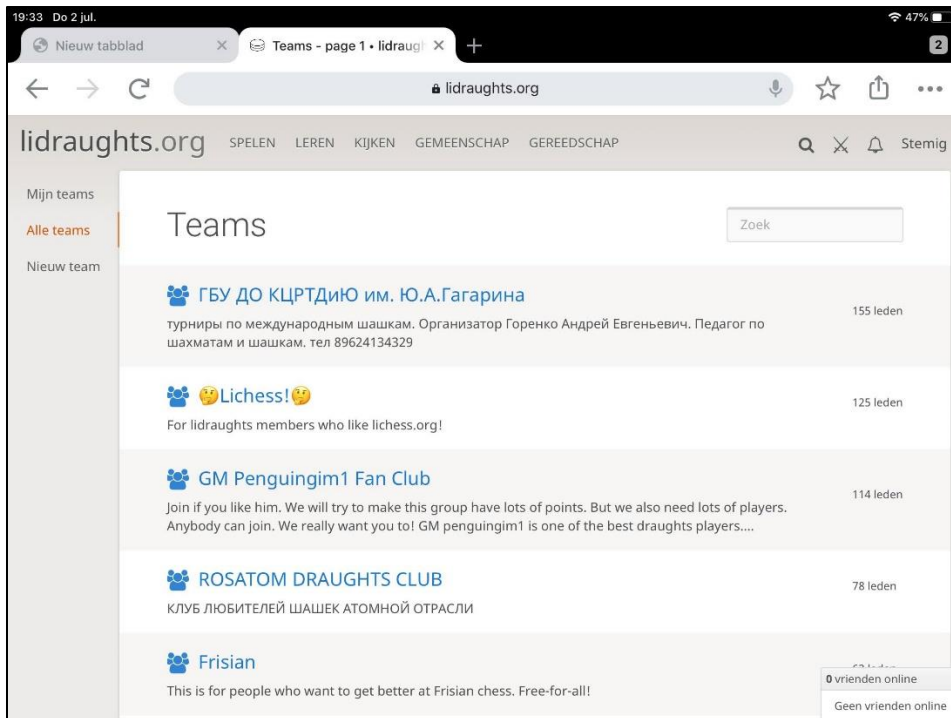 19:33 Do 2 jul.
47%
Nieuw tabblad
Teams - page 1 • lidraugh
2
lidraughts.org
lidraughts.org SPELEN LEREN KIJKEN GEMEENSCHAP GEREEDSCHAP Stemig
Mijn teams
Alle teams
Nieuw team
Teams
Zoek
ГБУ ДО КЦРТДиЮ им. Ю.А.Гагарина
155 leden
турниры по международным шашкам. Организатор Горенко Андрей Евгеньевич. Педагог по
шахматам и шашкам. тел 89624134329
🤔Lichess!🤔
125 leden
For lidraughts members who like lichess.org!
GM Penguingim1 Fan Club
114 leden
Join if you like him. We will try to make this group have lots of points. But we also need lots of players.
Anybody can join. We really want you to! GM penguingim1 is one of the best draughts players....
ROSATOM DRAUGHTS CLUB
78 leden
КЛУБ ЛЮБИТЕЛЕЙ ШАШЕК АТОМНОЙ ОТРАСЛИ
Frisian
This is for people who want to get better at Frisian chess. Free-for-all!
0 vrienden online
Geen vrienden online